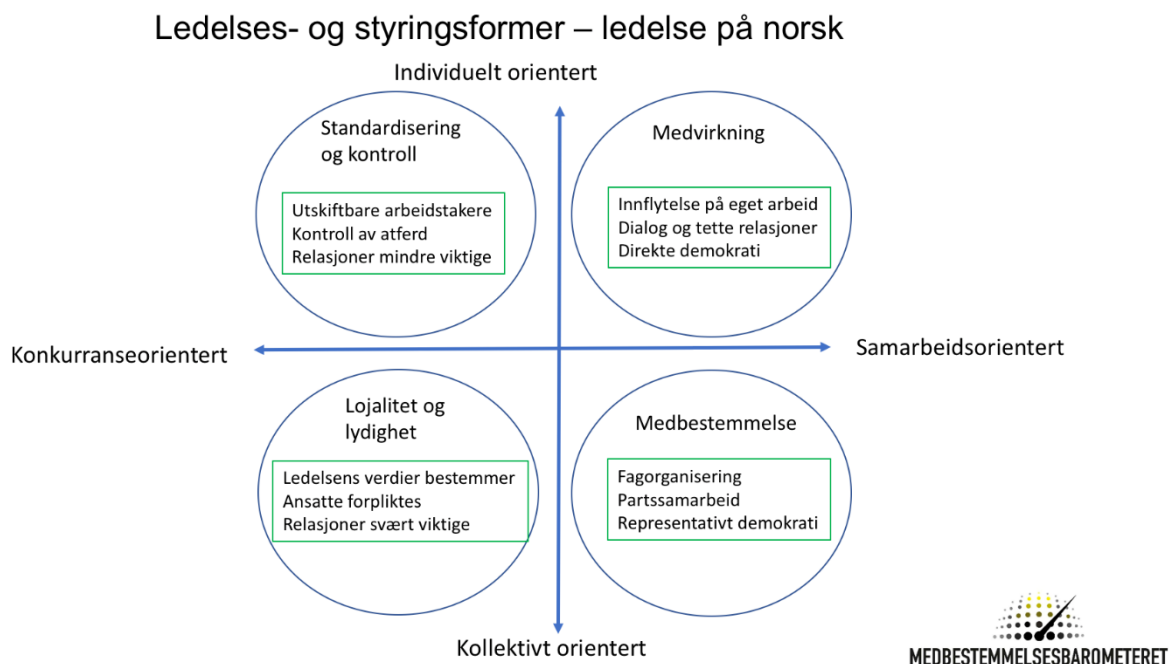 Ledelses- og styringsformer – ledelse på norsk
Individuelt orientert
Standardisering
og kontroll
Utskiftbare arbeidstakere
Kontroll av atferd
Relasjoner mindre viktige
Medvirkning
Innflytelse på eget arbeid
Dialog og tette relasjoner
Direkte demokrati
Konkurranseorientert
Samarbeidsorientert
Lojalitet og
lydighet
Ledelsens verdier bestemmer
Ansatte forpliktes
Relasjoner svært viktige
Medbestemmelse
Fagorganisering
Partssamarbeid
Representativt demokrati
Kollektivt orientert
MEDBESTEMMELSESBAROMETERET